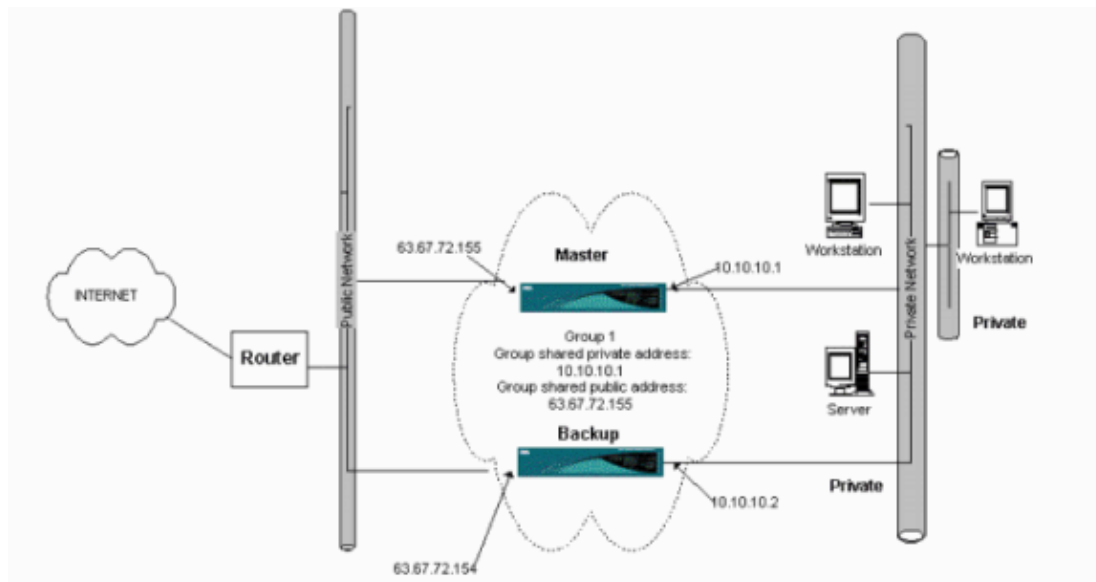 INTERNET
Router
Public Network
63.67.72.155
Master
10.10.10.1
Group 1
Group shared private address:
10.10.10.1
Group shared public address:
63.67.72.155
Backup
10.10.10.2
63.67.72.154
Workstation
Private Network
Workstation
Private
Server
Private